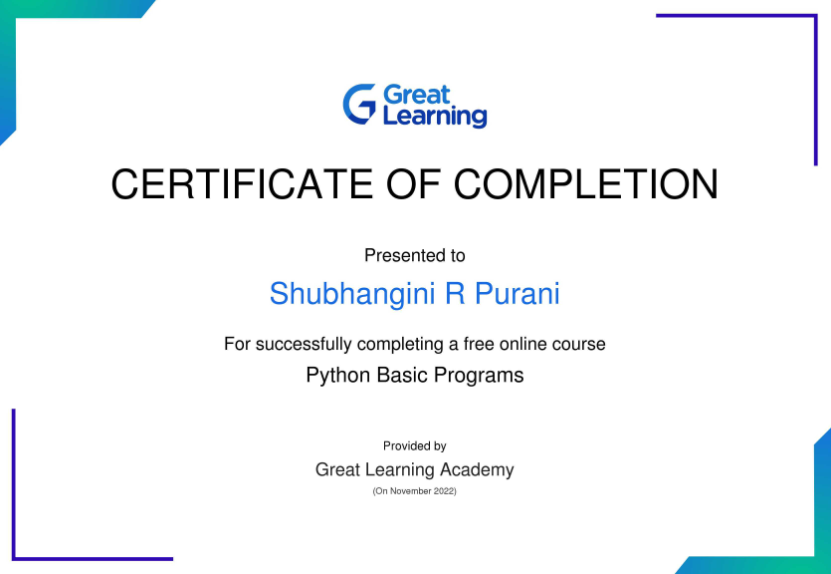 Great
Learning
CERTIFICATE OF COMPLETION
Presented to
Shubhangini R Purani
For successfully completing a free online course
Python Basic Programs
Provided by
Great Learning Academy
(On November 2022)